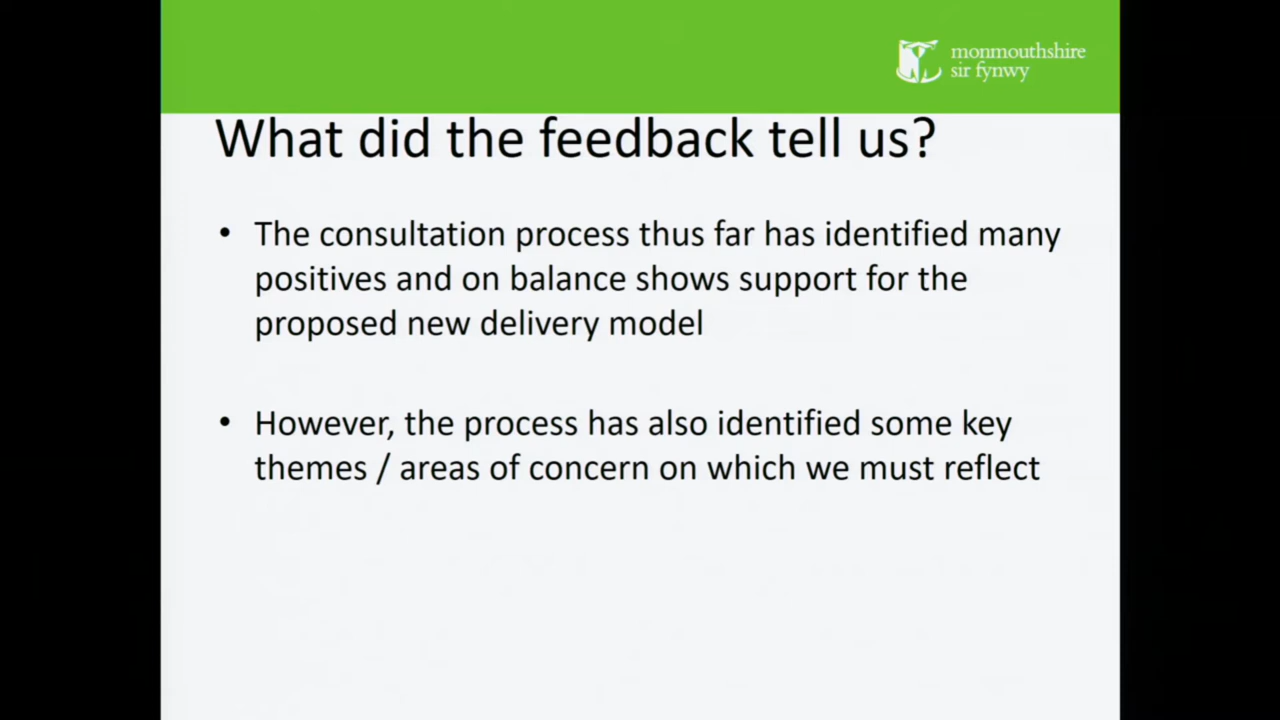 monmouthshire
sir fynwy
What did the feedback tell us?
• The consultation process thus far has identified many
positives and on balance shows support for the
proposed new delivery model
• However, the process has also identified some key
themes / areas of concern on which we must reflect